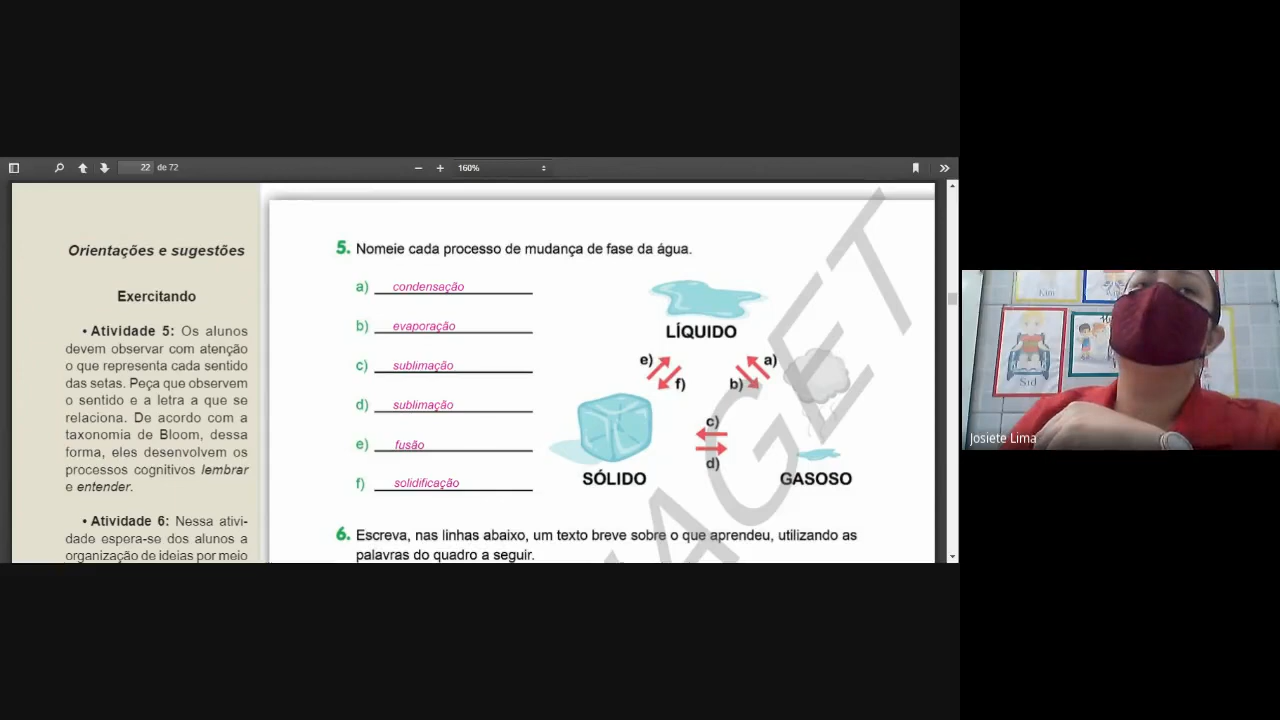 22 de 72
160%
Orientações e sugestões
Exercitando
• Atividade 5: Os alunos
devem observar com atenção
o que representa cada sentido
das setas. Peça que observem
o sentido e a letra a que se
relaciona. De acordo com a
taxonomia de Bloom, dessa
forma, eles desenvolvem os
processos cognitivos lembrar
e entender.
• Atividade 6: Nessa ativi-
dade espera-se dos alunos a
organização de ideias por meio
5. Nomeie cada processo de mudança de fase da água.
a) condensação
b) evaporação
c) sublimação
d) sublimação
e) fusão
f) solidificação
LÍQUIDO
e)
f)
a)
b)
c)
d)
SÓLIDO
GASOSO
6. Escreva, nas linhas abaixo, um texto breve sobre o que aprendeu, utilizando as
palavras do quadro a seguir.
AGET
Sid
Josiete Lima